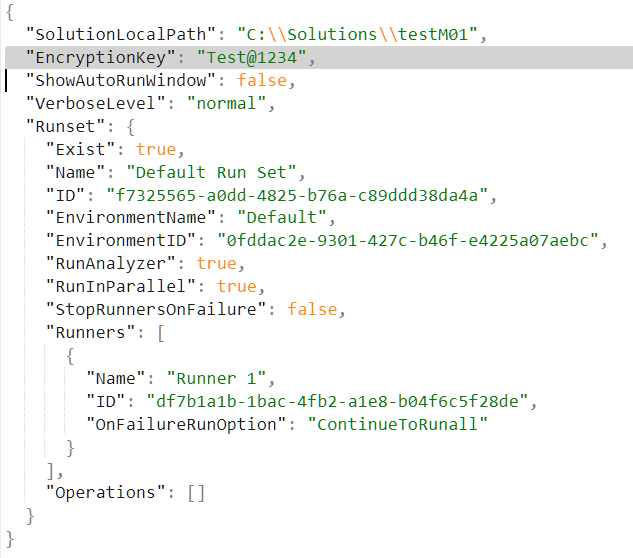 {
"SolutionLocalPath": "C:\\Solutions\\testM01",
"EncryptionKey": "Test@1234",
"ShowAutoRunWindow": false,
"VerboseLevel": "normal",
"Runset": {
"Exist": true,
"Name": "Default Run Set",
"ID": "f7325565-a0dd-4825-b76a-c89ddd38da4a",
"EnvironmentName": "Default",
"EnvironmentID": "0fddac2e-9301-427c-b46f-e4225a07aebc",
"RunAnalyzer": true,
"RunInParallel": true,
"StopRunnersOnFailure": false,
"Runners": [
{
"Name": "Runner 1",
"ID": "df7b1a1b-1bac-4fb2-a1e8-b04f6c5f28de",
"OnFailureRunOption": "ContinueToRunall"
}
],
"Operations": []
}
}